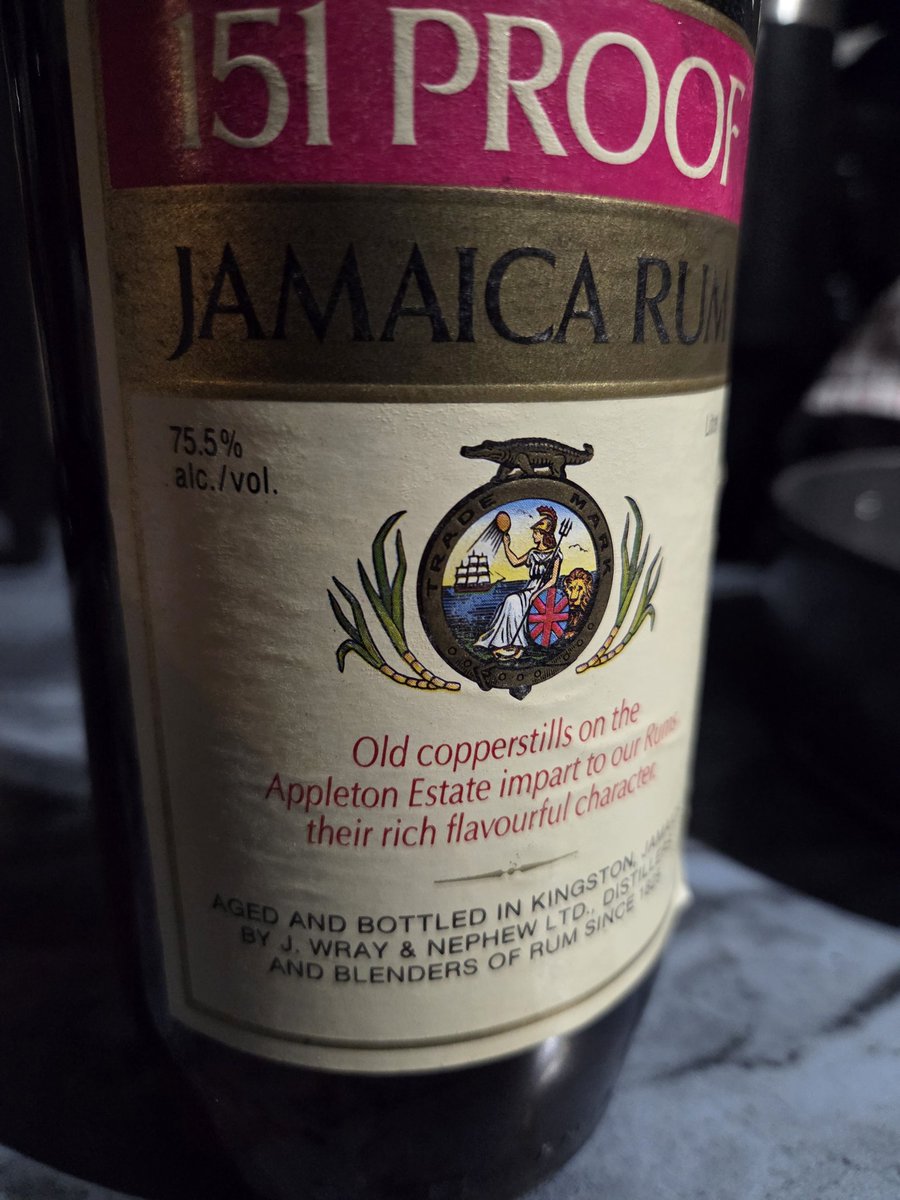 151 PROOF
JAMAICA RUM
75.5%
alc./vol.
Litre
TRADE MARK
Old copperstills on the
Appleton Estate impart to our Rums
their rich flavourful character.
AGED AND BOTTLED IN KINGSTON,
BY J. WRAY & NEPHEW LTD., DISTILLERS
AND BLENDERS OF RUM SINCE